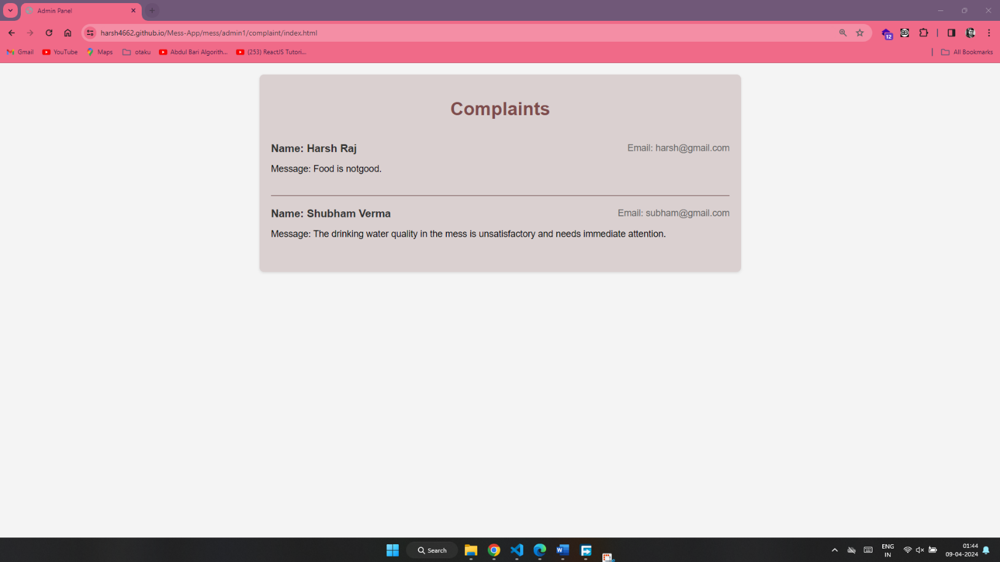 Admin Panel
harsh4662.github.io/Mess-App/mess/admin1/complaint/index.html
12
Gmail
YouTube
Maps
otaku
Abdul Bari Algorith...
(253) ReactJS Tutori...
All Bookmarks
Complaints
Name: Harsh Raj
Email: harsh@gmail.com
Message: Food is notgood.
Name: Shubham Verma
Email: subham@gmail.com
Message: The drinking water quality in the mess is unsatisfactory and needs immediate attention.
Search
ENG
IN
01:44
09-04-2024